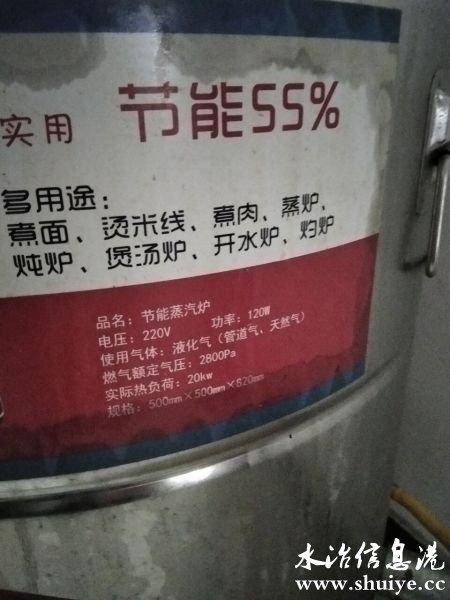 实用 节能55%
多用途：
煮面、烫米线、煮肉、蒸炉、
炖炉、煲汤炉、开水炉、灼炉
品名：节能蒸汽炉
电压：220V 功率：120W
使用气体：液化气（管道气、天然气）
燃气额定气压：2800Pa
实际热负荷：20kw
规格：500mm×500mm×820mm
水冶信息港
www.shuiye.cc